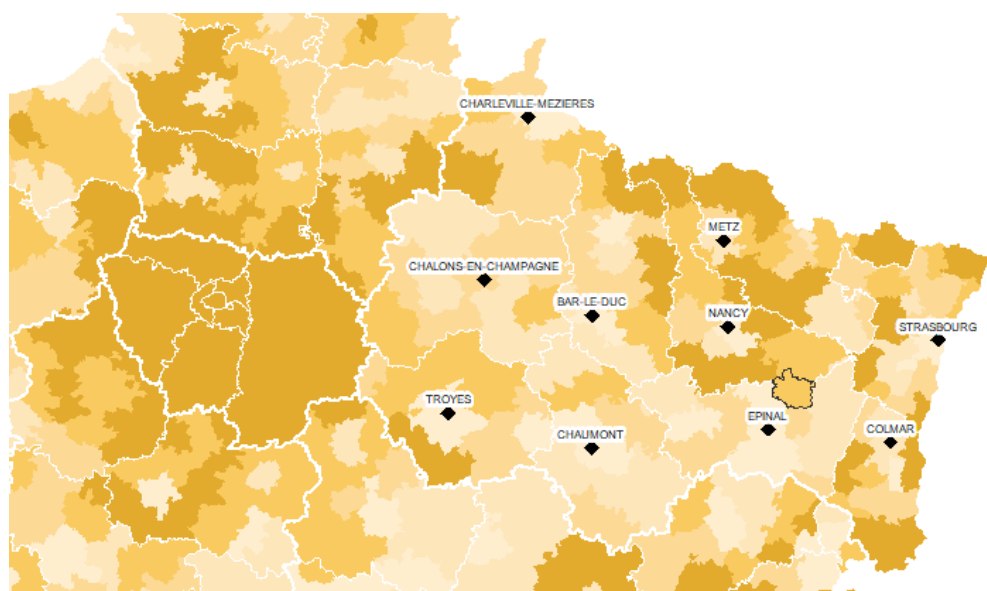 CHARLEVILLE-MEZIERES
METZ
CHALONS-EN-CHAMPAGNE
BAR-LE-DUC
NANCY
STRASBOURG
TROYES
EPINAL
CHAUMONT
COLMAR